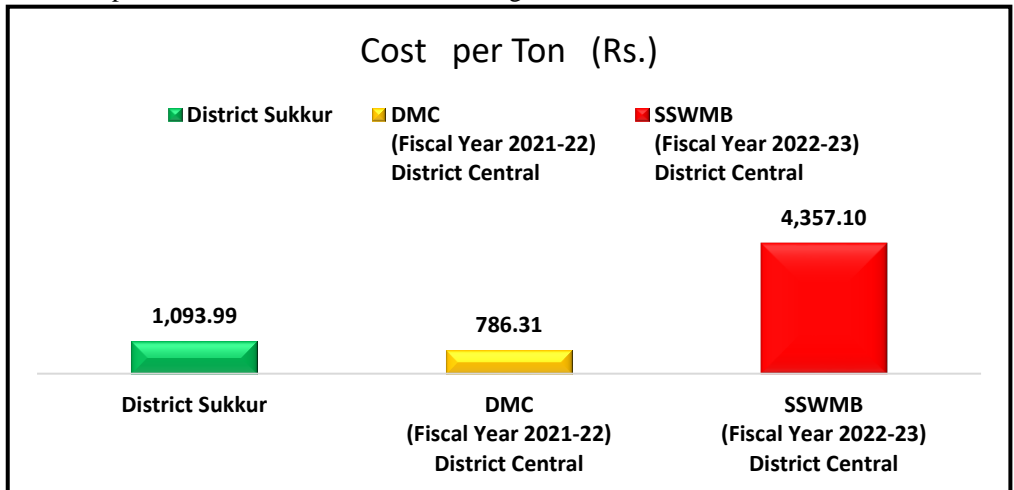 Cost per Ton (Rs.)
District Sukkur
DMC
(Fiscal Year 2021-22)
District Central
SSWMB
(Fiscal Year 2022-23)
District Central
1,093.99
786.31
4,357.10
District Sukkur
DMC
(Fiscal Year 2021-22)
District Central
SSWMB
(Fiscal Year 2022-23)
District Central